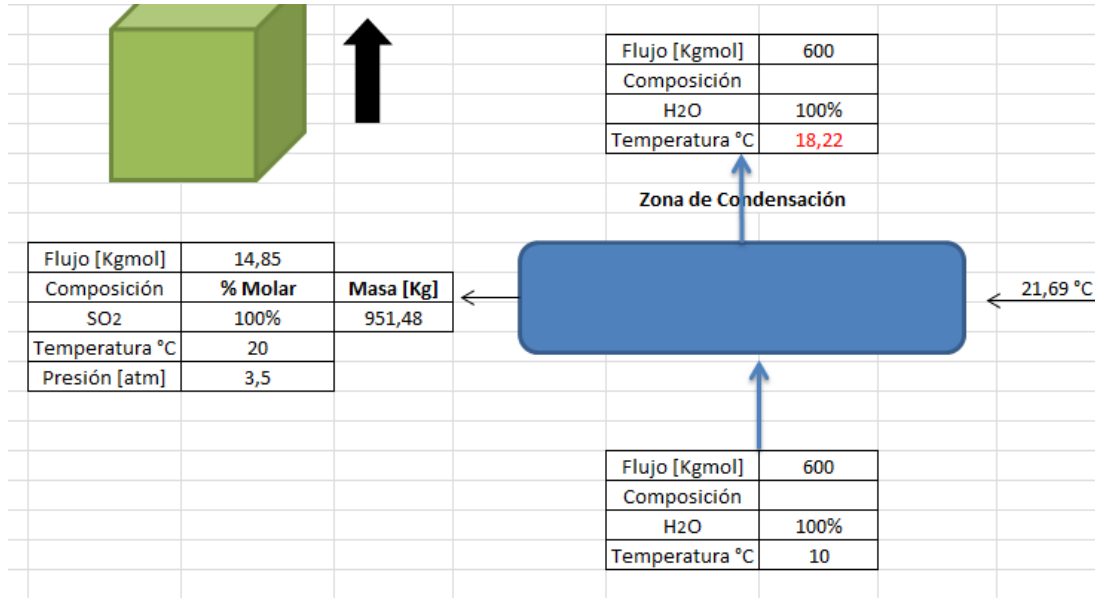 Flujo [Kgmol] 600
Composición
H2O 100%
Temperatura °C 18,22
Zona de Condensación
Flujo [Kgmol] 14,85
Composición % Molar Masa [Kg]
SO2 100% 951,48
Temperatura °C 20
Presión [atm] 3,5
21,69 °C
Flujo [Kgmol] 600
Composición
H2O 100%
Temperatura °C 10